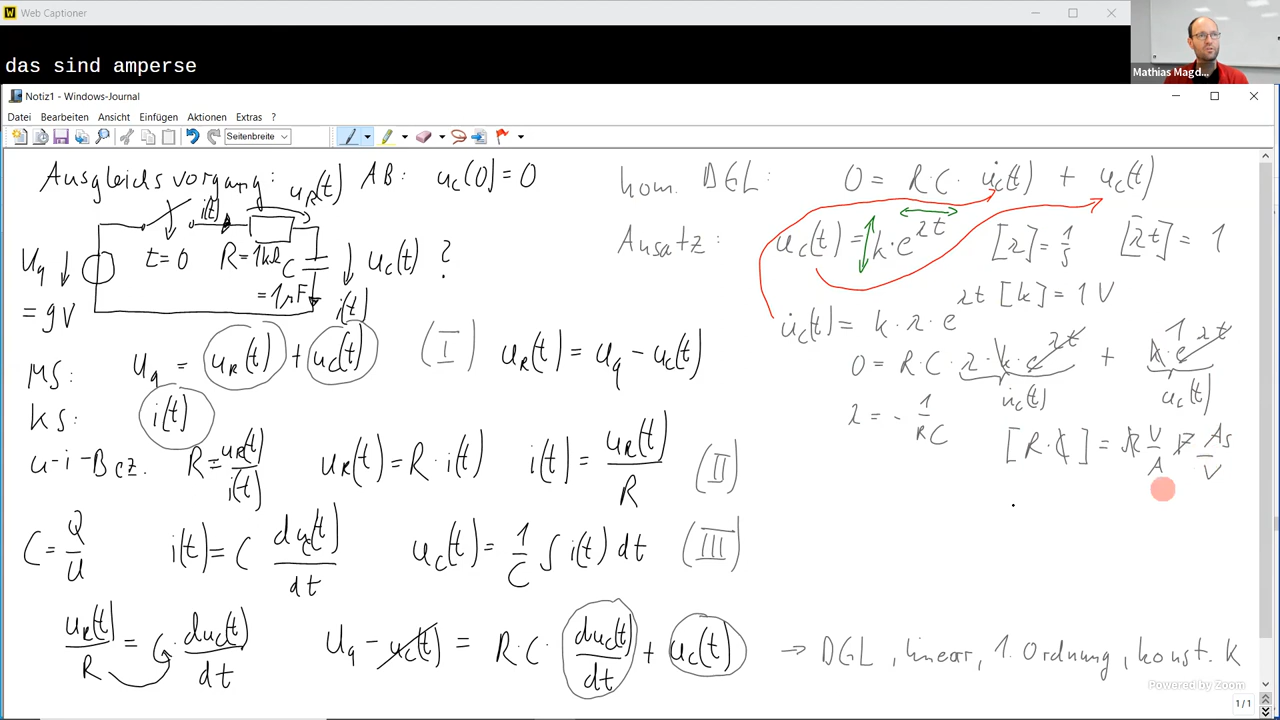 Web Captioner
das sind amperse
Mathias Magd...
Notiz1 - Windows-Journal
Datei Bearbeiten Ansicht Einfügen Aktionen Extras ?
Seitenbreite
Ausgleichsvorgang: AB: u_C(0) = 0
u_R(t)
i(t)
U_q t=0 R=1kΩ C u_C(t) ?
= 9V = 1µF i(t)
MS: U_q = u_R(t) + u_C(t) (I) u_R(t) = U_q - u_C(t)
KS: i(t)
u-i-Bez. R = u_R(t)/i(t) u_R(t) = R · i(t) i(t) = u_R(t)/R (II)
C = Q/U i(t) = C du_C(t)/dt u_C(t) = 1/C ∫ i(t) dt (III)
u_R(t)/R = C · du_C(t)/dt U_q - u_C(t) = R · C · du_C(t)/dt + u_C(t) → DGL, linear, 1. Ordnung, konst. K
hom. DGL: 0 = R·C · u̇_C(t) + u_C(t)
Ansatz: u_C(t) = k · e^λt [λ] = 1/s [λt] = 1
[k] = 1 V
u̇_C(t) = k · λ · e^λt
0 = R · C · λ · k · e^λt + k · e^λt
1
u̇_C(t) u_C(t)
λ = - 1/RC
[R · C] = V/A As/V
Powered by Zoom
1/1